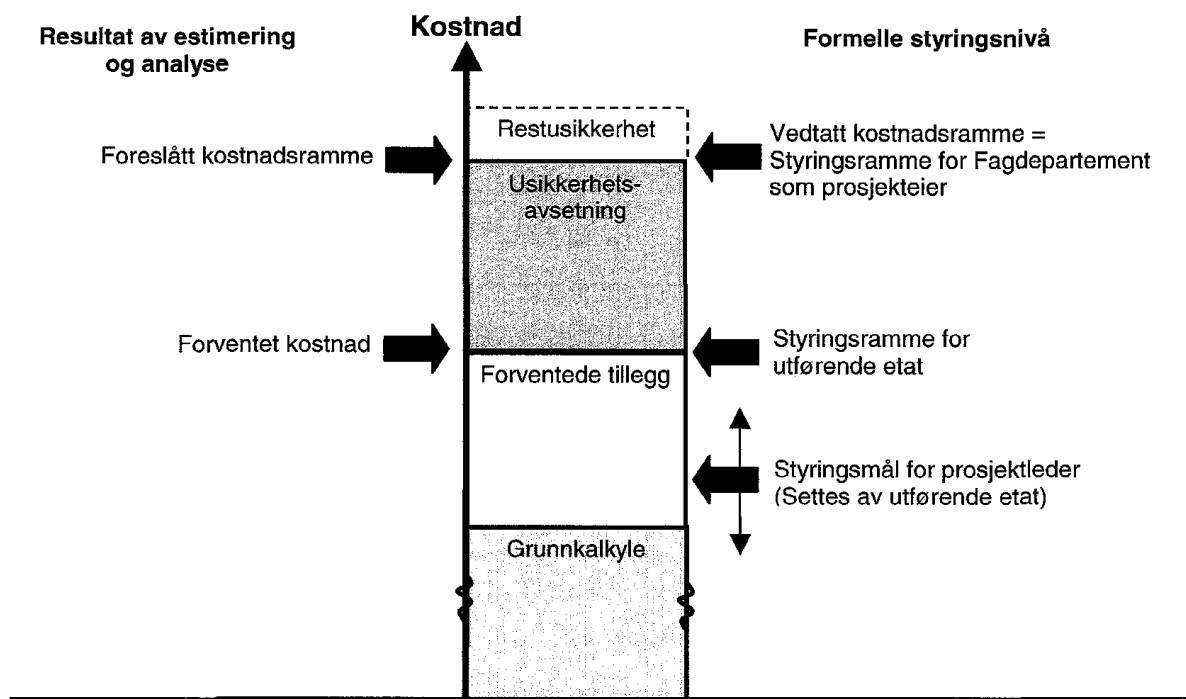 Resultat av estimering
og analyse
Kostnad
Formelle styringsnivå
Restusikkerhet
Foreslått kostnadsramme
Vedtatt kostnadsramme =
Styringsramme for Fagdepartement
som prosjekteier
Usikkerhets-
avsetning
Forventet kostnad
Styringsramme for
utførende etat
Forventede tillegg
Styringsmål for prosjektleder
(Settes av utførende etat)
Grunnkalkyle